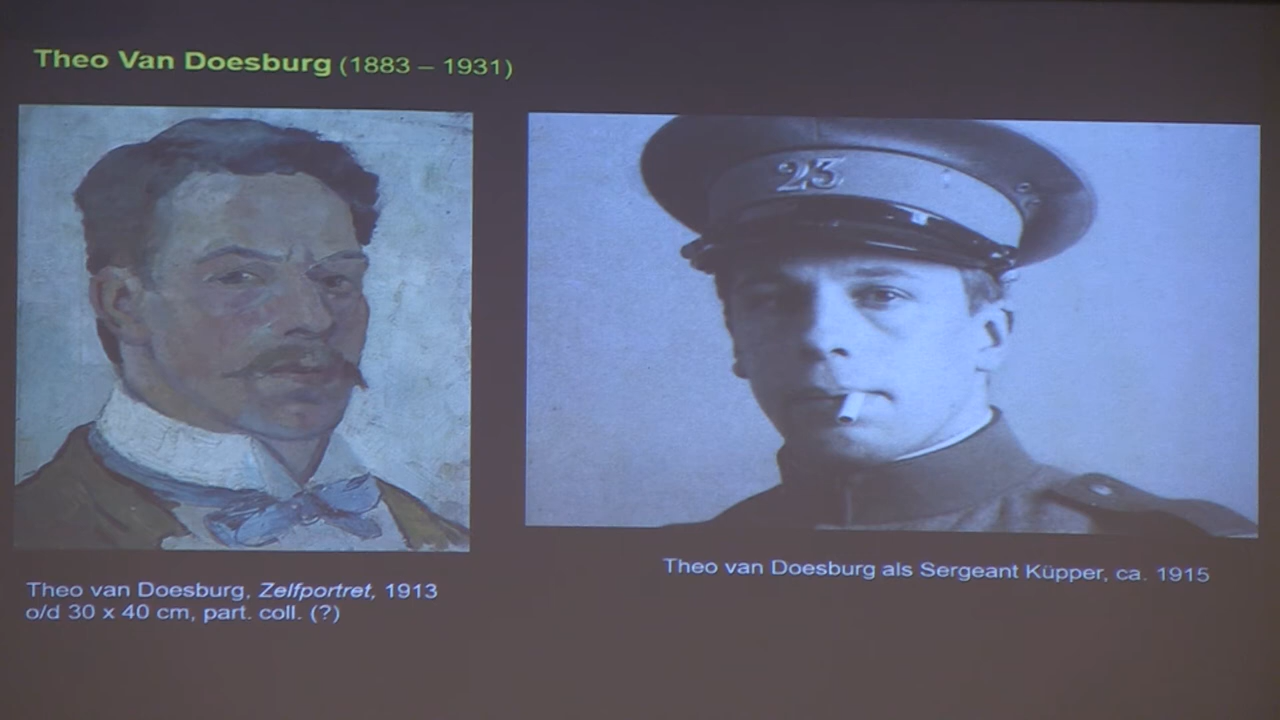 Theo Van Doesburg (1883 – 1931)
23
Theo van Doesburg, Zelfportret, 1913
o/d 30 x 40 cm, part. coll. (?)
Theo van Doesburg als Sergeant Küpper, ca. 1915